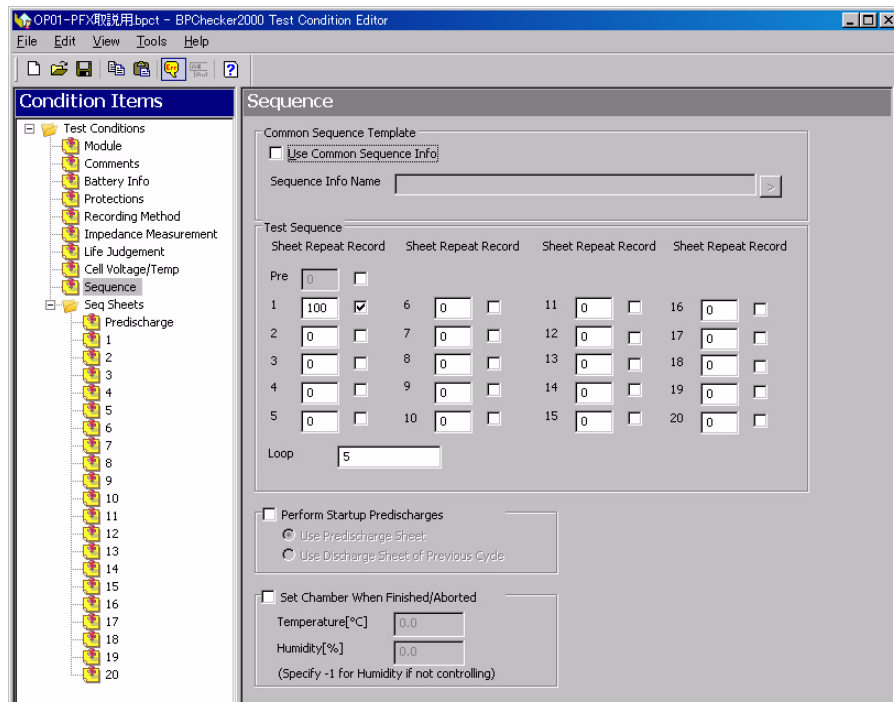 OP01-PFX取説用.bpct - BPChecker2000 Test Condition Editor
File Edit View Tools Help
Condition Items
Test Conditions
Module
Comments
Battery Info
Protections
Recording Method
Impedance Measurement
Life Judgement
Cell Voltage/Temp
Sequence
Seq Sheets
Predischarge
1
2
3
4
5
6
7
8
9
10
11
12
13
14
15
16
17
18
19
20
Sequence
Common Sequence Template
Use Common Sequence Info
Sequence Info Name >
Test Sequence
Sheet Repeat Record Sheet Repeat Record Sheet Repeat Record Sheet Repeat Record
Pre 0
1 100 6 0 11 0 16 0
2 0 7 0 12 0 17 0
3 0 8 0 13 0 18 0
4 0 9 0 14 0 19 0
5 0 10 0 15 0 20 0
Loop 5
Perform Startup Predischarges
Use Predischarge Sheet
Use Discharge Sheet of Previous Cycle
Set Chamber When Finished/Aborted
Temperature[°C] 0.0
Humidity[%] 0.0
(Specify -1 for Humidity if not controlling)